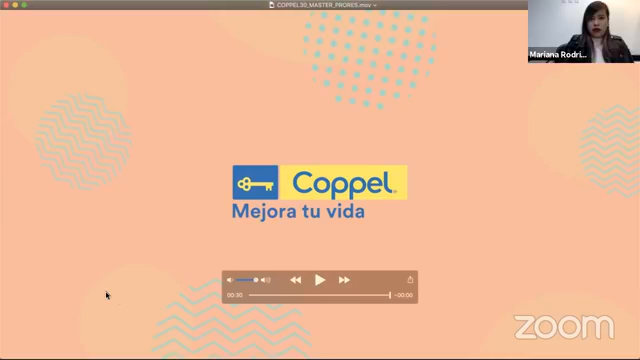 COPPEL30_MASTER_PRORES.mov
Mariana Rodri...
Coppel
Mejora tu vida
00:30
-00:00
zoom